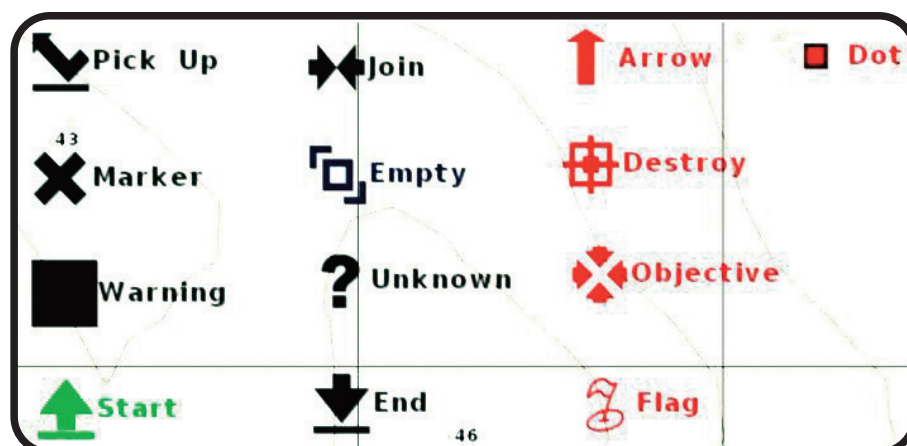 Pick Up Join Arrow Dot
43
Marker Empty Destroy
Warning ? Unknown Objective
Start End Flag
46